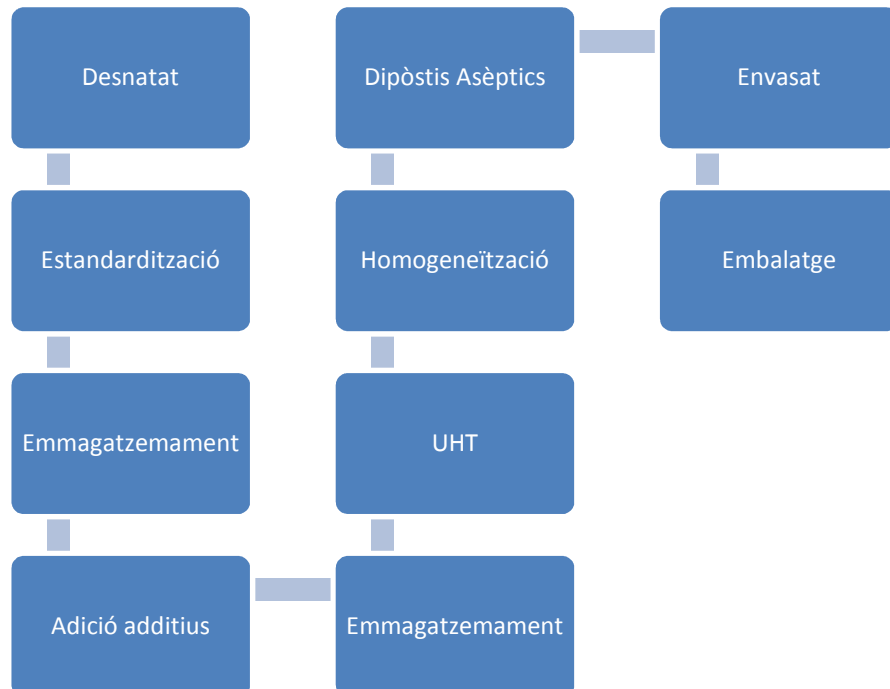 Desnatat
Estandardització
Emmagatzemament
Adició additius
Emmagatzemament
UHT
Homogeneïtzació
Dipòstis Asèptics
Envasat
Embalatge